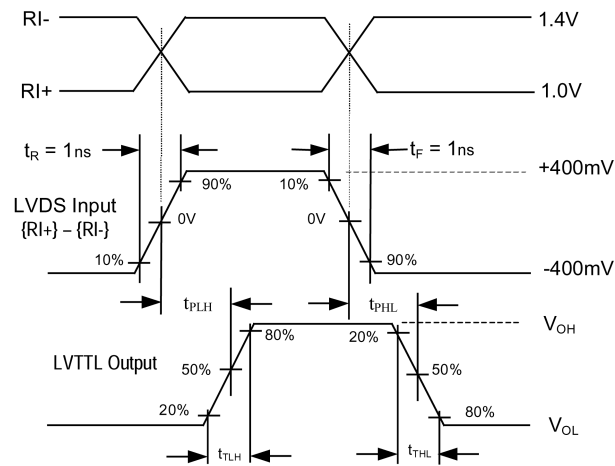 RI-
1.4V
RI+
1.0V
tR = 1ns
tF = 1ns
+400mV
90%
10%
LVDS Input
0V
0V
{RI+} – {RI-}
10%
90%
-400mV
tPLH
tPHL
VOH
80%
20%
LVTTL Output
50%
50%
20%
80%
VOL
tTLH
tTHL